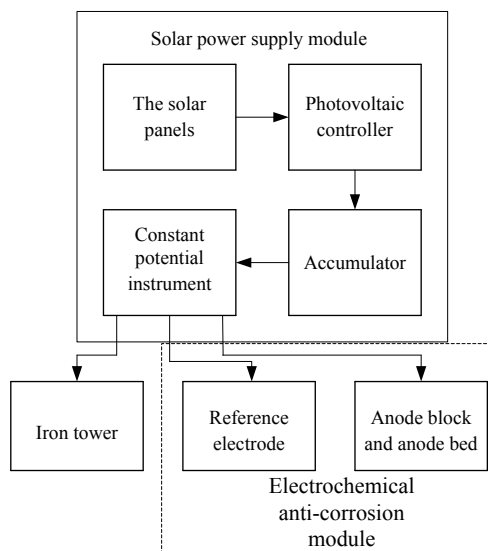 Solar power supply module
The solar
panels
Photovoltaic
controller
Constant
potential
instrument
Accumulator
Iron tower
Reference
electrode
Anode block
and anode bed
Electrochemical
anti-corrosion
module